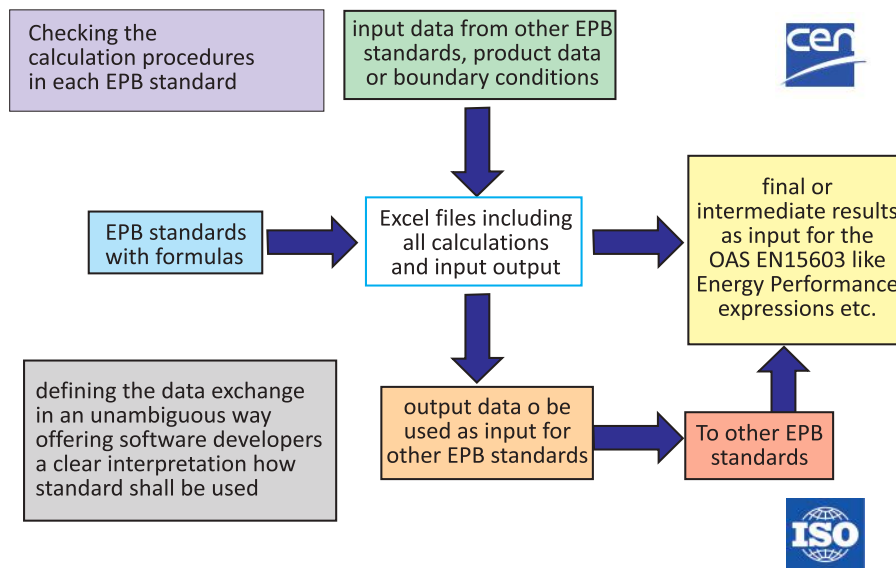 Checking the
calculation procedures
in each EPB standard
input data from other EPB
standards, product data
or boundary conditions
cen
EPB standards
with formulas
Excel files including
all calculations
and input output
final or
intermediate results
as input for the
OAS EN15603 like
Energy Performance
expressions etc.
defining the data exchange
in an unambiguous way
offering software developers
a clear interpretation how
standard shall be used
output data o be
used as input for
other EPB standards
To other EPB
standards
ISO